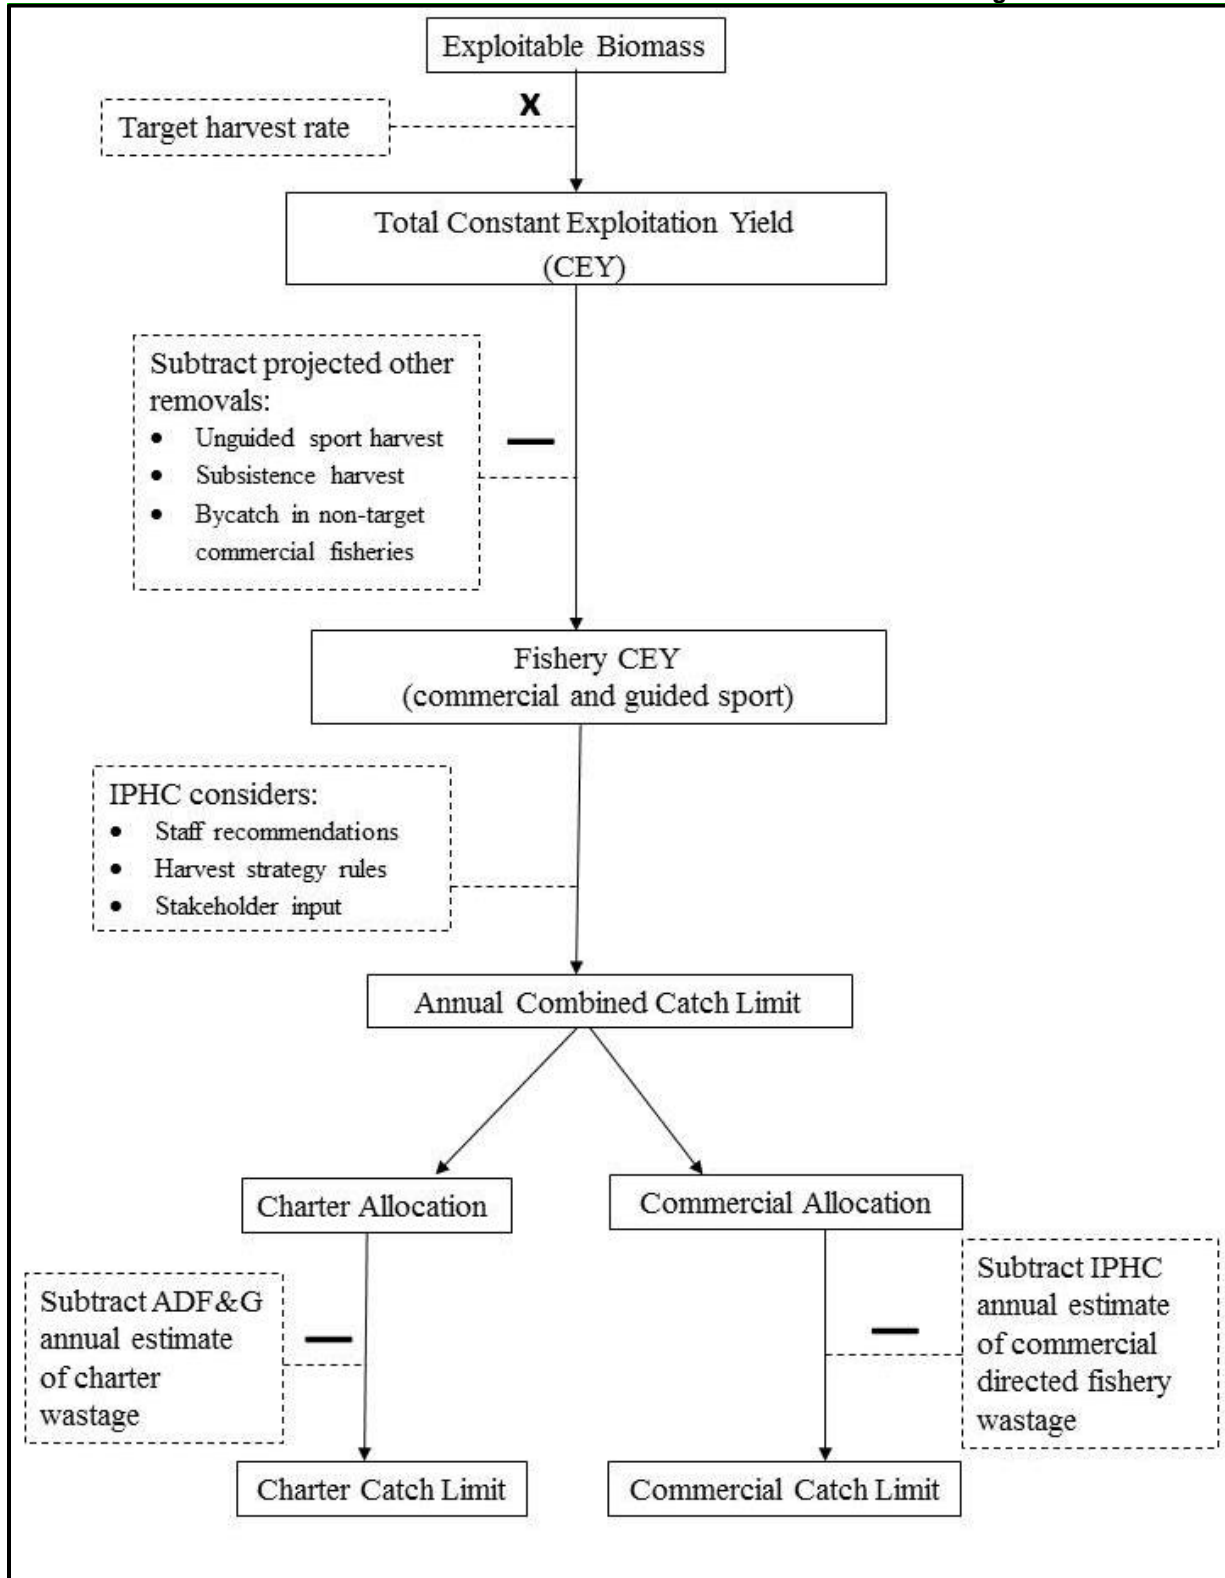 Exploitable Biomass
X
Target harvest rate
Total Constant Exploitation Yield
(CEY)
Subtract projected other
removals:
• Unguided sport harvest
• Subsistence harvest
• Bycatch in non-target
commercial fisheries
—
Fishery CEY
(commercial and guided sport)
IPHC considers:
• Staff recommendations
• Harvest strategy rules
• Stakeholder input
Annual Combined Catch Limit
Charter Allocation
Commercial Allocation
Subtract ADF&G
annual estimate
of charter
wastage
—
Subtract IPHC
annual estimate
of commercial
directed fishery
wastage
—
Charter Catch Limit
Commercial Catch Limit